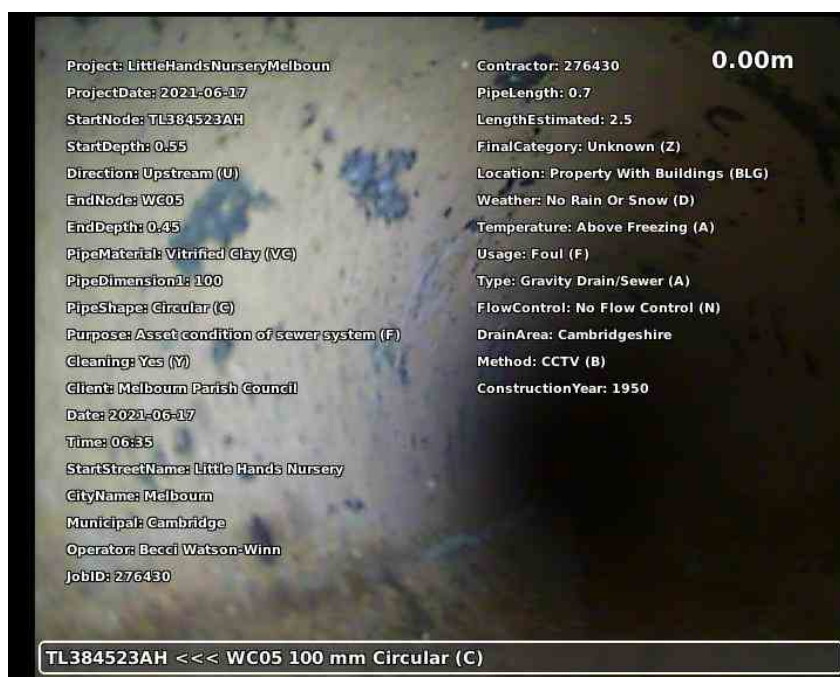 Project: LittleHandsNurseryMelboun
ProjectDate: 2021-06-17
StartNode: TL384523AH
StartDepth: 0.55
Direction: Upstream (U)
EndNode: WC05
EndDepth: 0.45
PipeMaterial: Vitrified Clay (VC)
PipeDimension1: 100
PipeShape: Circular (C)
Purpose: Asset condition of sewer system (F)
Cleaning: Yes (Y)
Client: Melbourn Parish Council
Date: 2021-06-17
Time: 06:35
StartStreetName: Little Hands Nursery
CityName: Melbourn
Municipal: Cambridge
Operator: Becci Watson-Winn
JobID: 276430
0.00m
Contractor: 276430
PipeLength: 0.7
LengthEstimated: 2.5
FinalCategory: Unknown (Z)
Location: Property With Buildings (BLG)
Weather: No Rain Or Snow (D)
Temperature: Above Freezing (A)
Usage: Foul (F)
Type: Gravity Drain/Sewer (A)
FlowControl: No Flow Control (N)
DrainArea: Cambridgeshire
Method: CCTV (B)
ConstructionYear: 1950
TL384523AH <<< WC05 100 mm Circular (C)